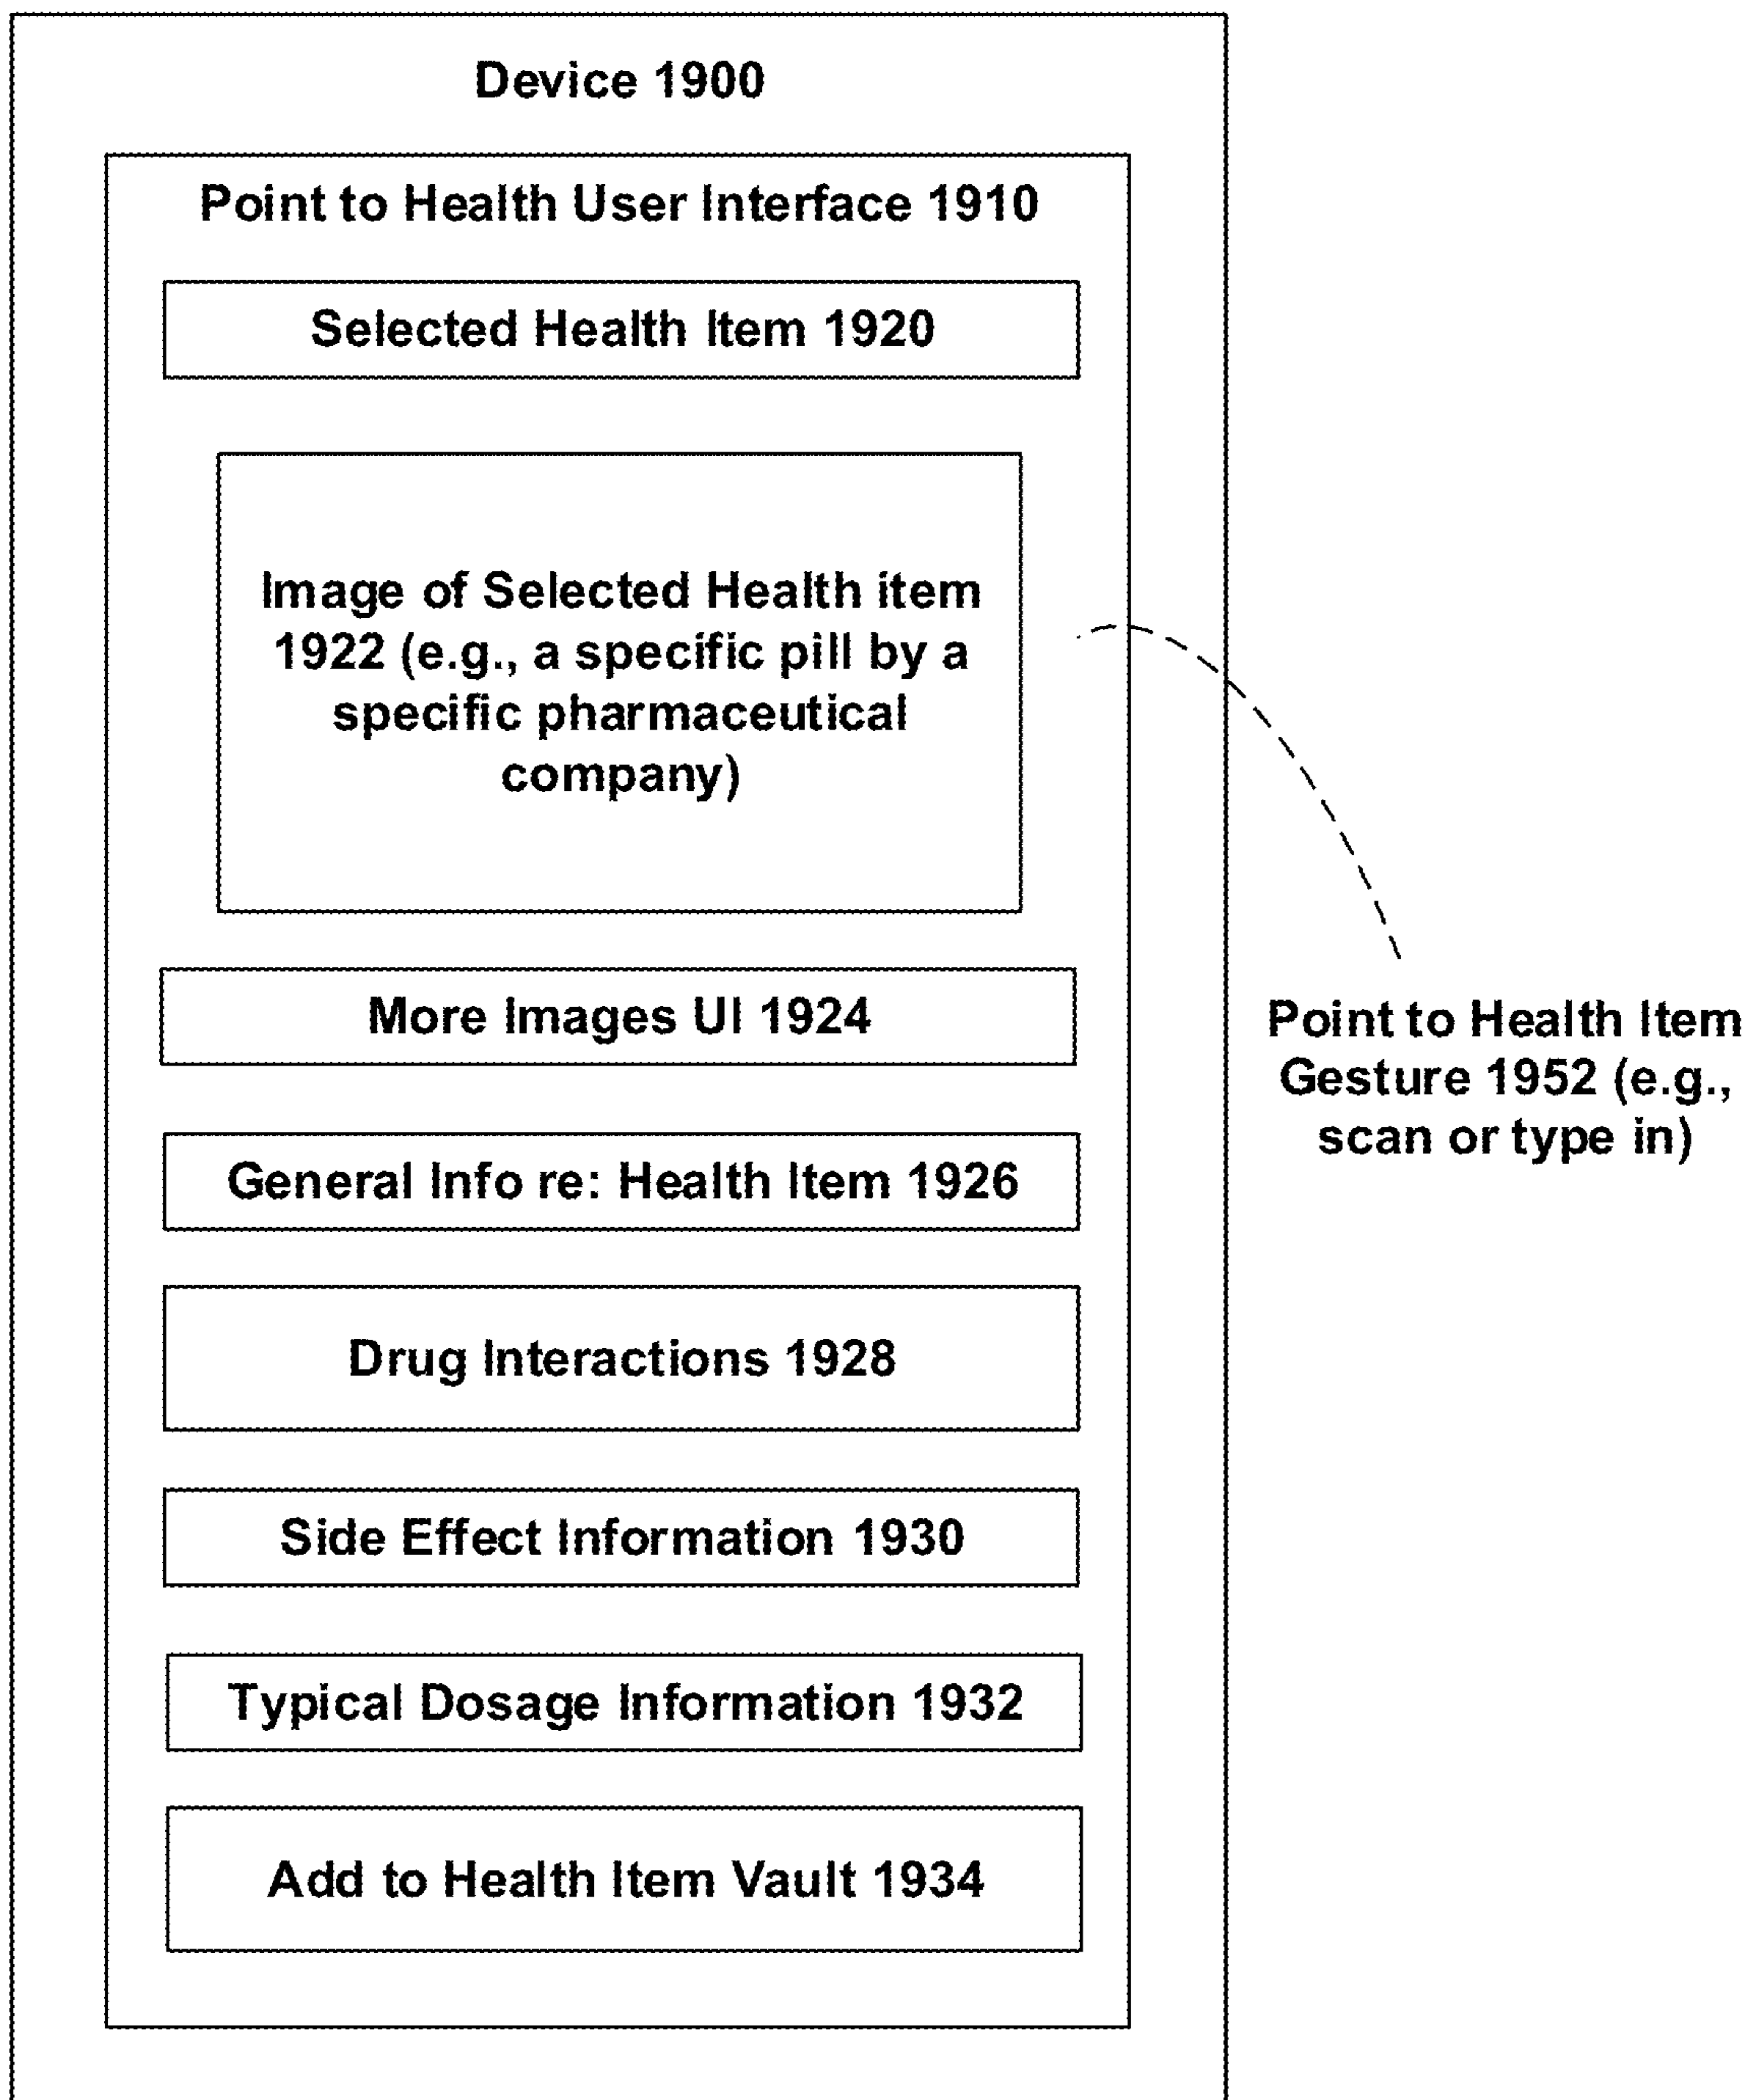 Device 1900
Point to Health User Interface 1910
Selected Health Item 1920
Image of Selected Health item
1922 (e.g., a specific pill by a
specific pharmaceutical
company)
More Images UI 1924
Point to Health Item
Gesture 1952 (e.g.,
scan or type in)
General Info re: Health Item 1926
Drug Interactions 1928
Side Effect Information 1930
Typical Dosage Information 1932
Add to Health Item Vault 1934